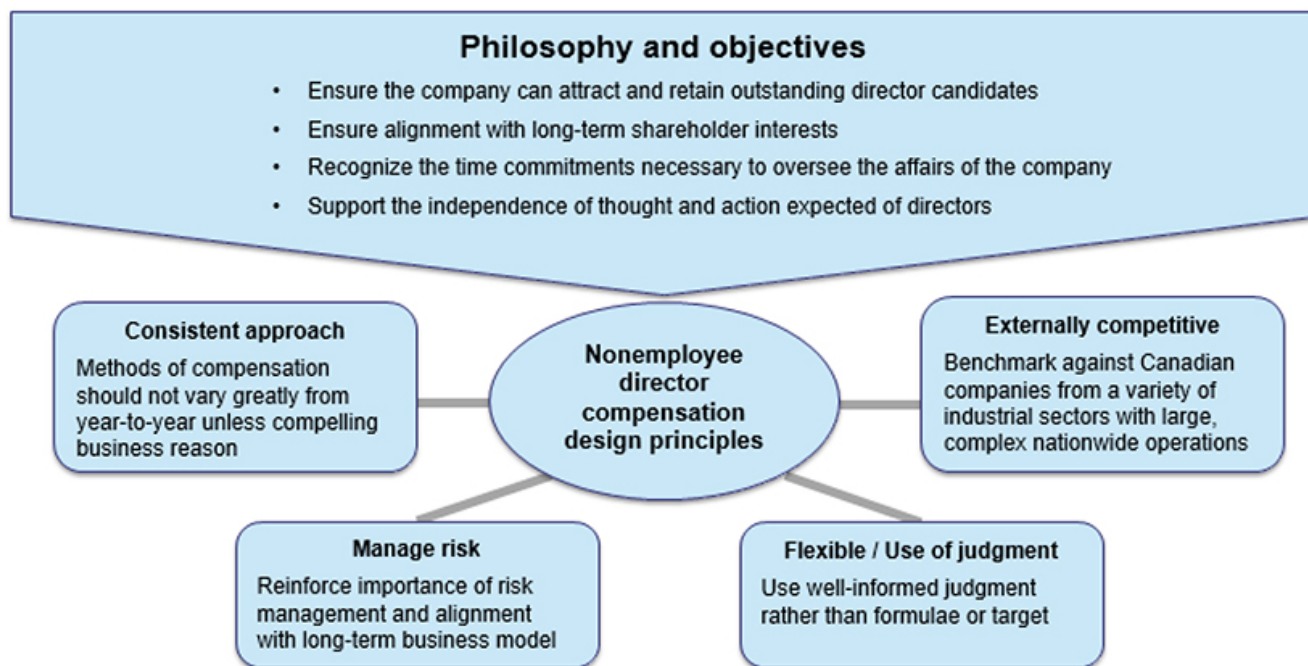 Philosophy and objectives
• Ensure the company can attract and retain outstanding director candidates
• Ensure alignment with long-term shareholder interests
• Recognize the time commitments necessary to oversee the affairs of the company
• Support the independence of thought and action expected of directors
Consistent approach
Methods of compensation
should not vary greatly from
year-to-year unless compelling
business reason
Nonemployee
director
compensation
design principles
Externally competitive
Benchmark against Canadian
companies from a variety of
industrial sectors with large,
complex nationwide operations
Manage risk
Reinforce importance of risk
management and alignment
with long-term business model
Flexible / Use of judgment
Use well-informed judgment
rather than formulae or target